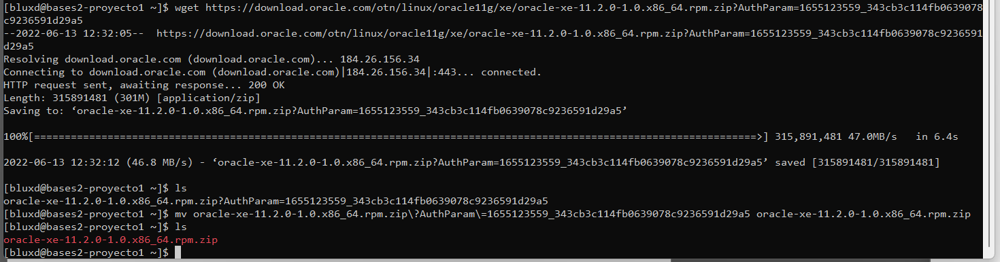 [bluxd@bases2-proyecto1 ~]$ wget https://download.oracle.com/otn/linux/oracle11g/xe/oracle-xe-11.2.0-1.0.x86_64.rpm.zip?AuthParam=1655123559_343cb3c114fb0639078
c9236591d29a5
--2022-06-13 12:32:05--  https://download.oracle.com/otn/linux/oracle11g/xe/oracle-xe-11.2.0-1.0.x86_64.rpm.zip?AuthParam=1655123559_343cb3c114fb0639078c9236591
d29a5
Resolving download.oracle.com (download.oracle.com)... 184.26.156.34
Connecting to download.oracle.com (download.oracle.com)|184.26.156.34|:443... connected.
HTTP request sent, awaiting response... 200 OK
Length: 315891481 (301M) [application/zip]
Saving to: ‘oracle-xe-11.2.0-1.0.x86_64.rpm.zip?AuthParam=1655123559_343cb3c114fb0639078c9236591d29a5’
100%[======================================================================================================================>] 315,891,481 47.0MB/s   in 6.4s
2022-06-13 12:32:12 (46.8 MB/s) - ‘oracle-xe-11.2.0-1.0.x86_64.rpm.zip?AuthParam=1655123559_343cb3c114fb0639078c9236591d29a5’ saved [315891481/315891481]
[bluxd@bases2-proyecto1 ~]$ ls
oracle-xe-11.2.0-1.0.x86_64.rpm.zip?AuthParam=1655123559_343cb3c114fb0639078c9236591d29a5
[bluxd@bases2-proyecto1 ~]$ mv oracle-xe-11.2.0-1.0.x86_64.rpm.zip\?AuthParam\=1655123559_343cb3c114fb0639078c9236591d29a5 oracle-xe-11.2.0-1.0.x86_64.rpm.zip
[bluxd@bases2-proyecto1 ~]$ ls
oracle-xe-11.2.0-1.0.x86_64.rpm.zip
[bluxd@bases2-proyecto1 ~]$